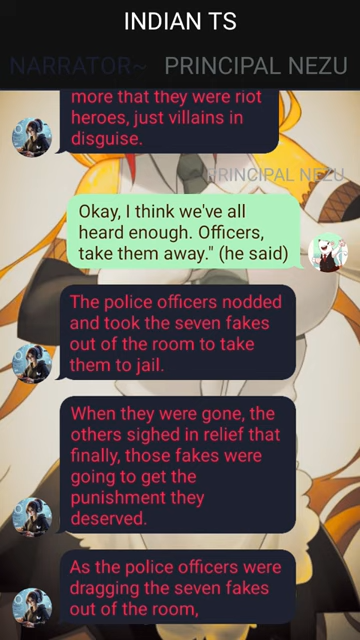 INDIAN TS
NARRATOR~ PRINCIPAL NEZU
more that they were riot
heroes, just villains in
disguise.
PRINCIPAL NEZU
Okay, I think we've all
heard enough. Officers,
take them away." (he said)
The police officers nodded
and took the seven fakes
out of the room to take
them to jail.
When they were gone, the
others sighed in relief that
finally, those fakes were
going to get the
punishment they
deserved.
As the police officers were
dragging the seven fakes
out of the room,